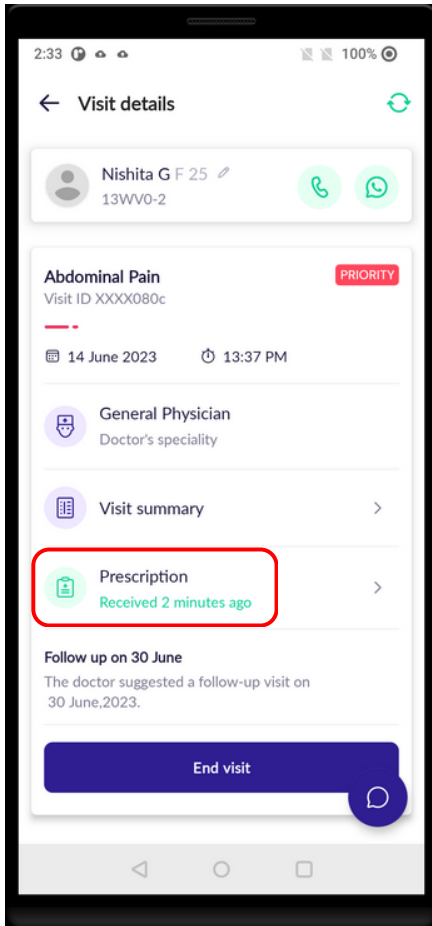 2:33 100%
Visit details
Nishita G F 25
13WV0-2
Abdominal Pain PRIORITY
Visit ID XXXX080c
14 June 2023 13:37 PM
General Physician
Doctor's speciality
Visit summary
Prescription
Received 2 minutes ago
Follow up on 30 June
The doctor suggested a follow-up visit on
30 June,2023.
End visit